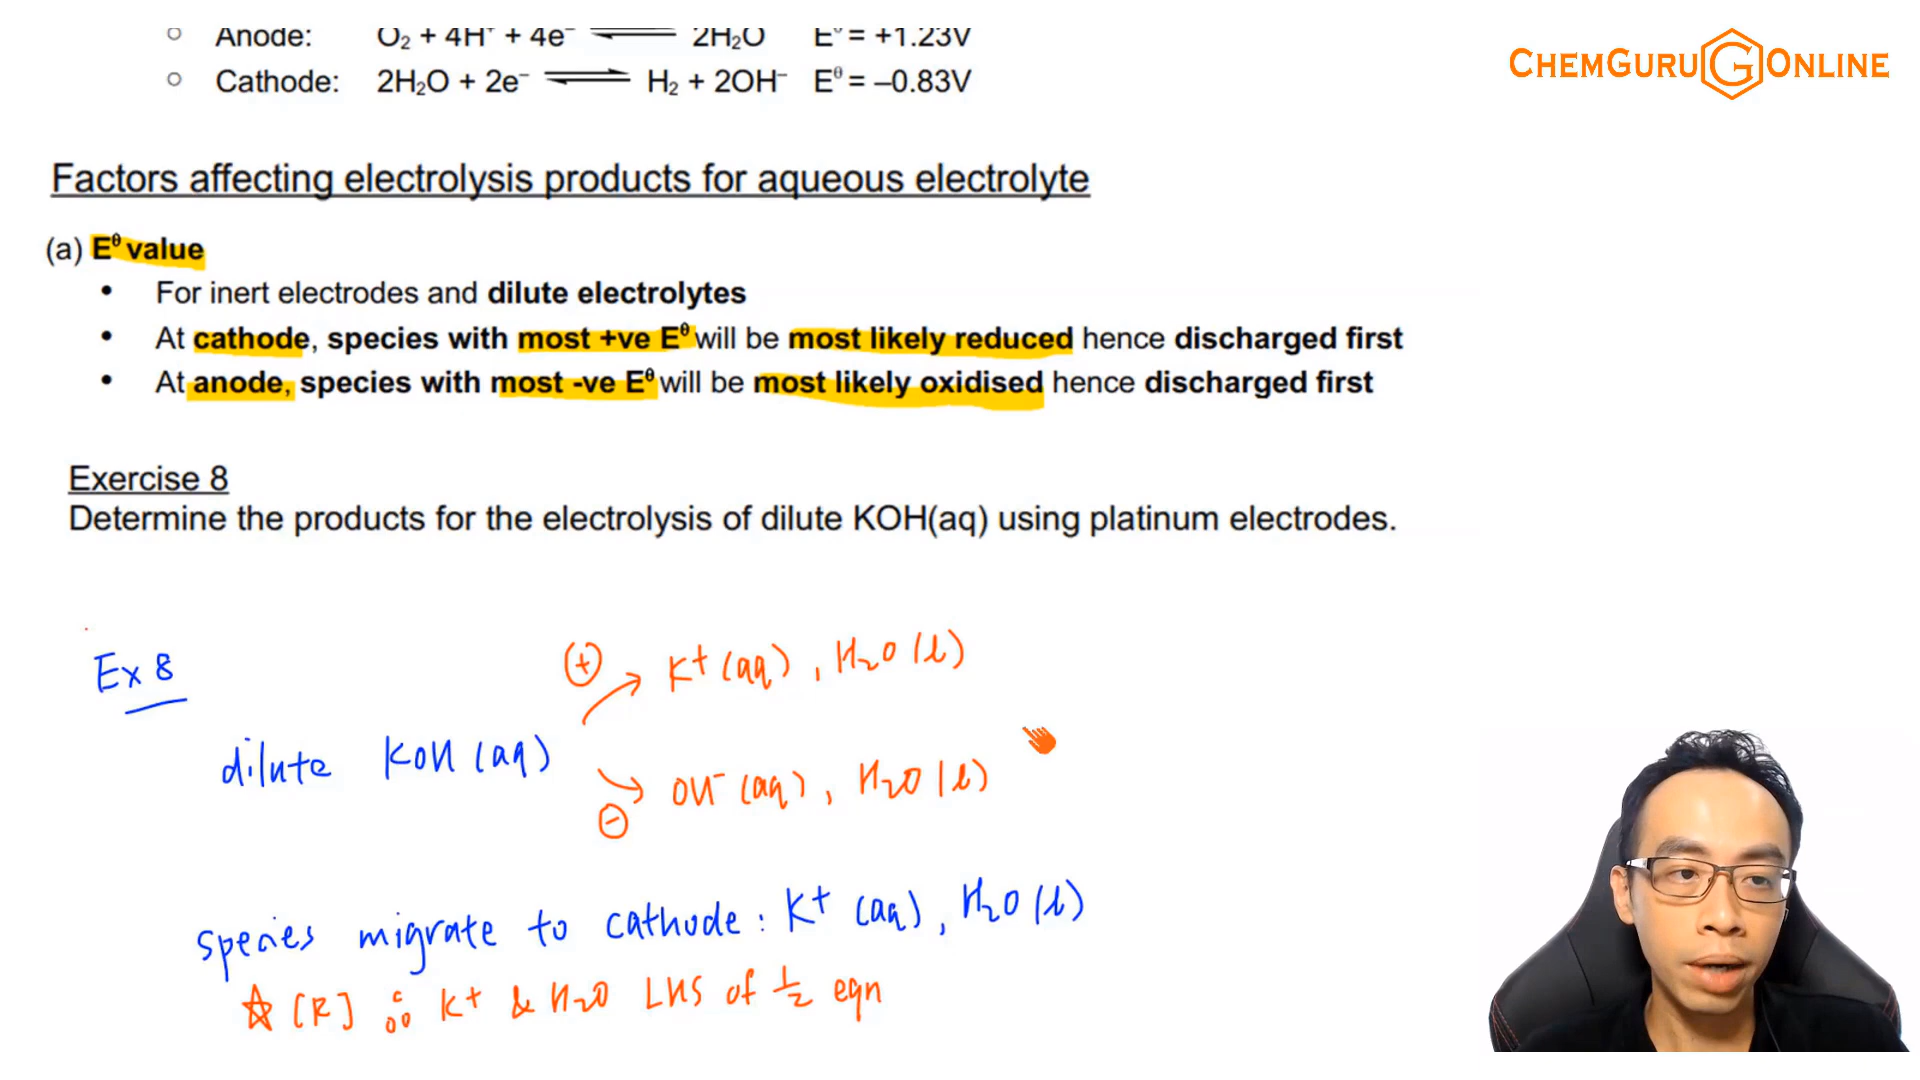 ○ Anode: O₂ + 4H⁺ + 4e⁻ ⇌ 2H₂O E⁰ = +1.23V
○ Cathode: 2H₂O + 2e⁻ ⇌ H₂ + 2OH⁻ Eᶿ = –0.83V
CHEMGURU G ONLINE
Factors affecting electrolysis products for aqueous electrolyte
(a) Eᶿ value
• For inert electrodes and dilute electrolytes
• At cathode, species with most +ve Eᶿ will be most likely reduced hence discharged first
• At anode, species with most -ve Eᶿ will be most likely oxidised hence discharged first
Exercise 8
Determine the products for the electrolysis of dilute KOH(aq) using platinum electrodes.
Ex 8
(+) → K⁺ (aq), H₂O (l)
dilute KOH (aq)
(−) → OH⁻ (aq), H₂O (l)
species migrate to cathode: K⁺ (aq), H₂O (l)
☆ [R] : K⁺ & H₂O LHS of ½ eqn